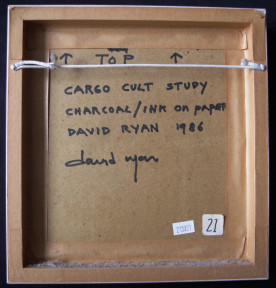 ↑ TOP ↑
CARGO CULT STUDY
CHARCOAL/INK ON PAPER
DAVID RYAN 1986
david ryan
21